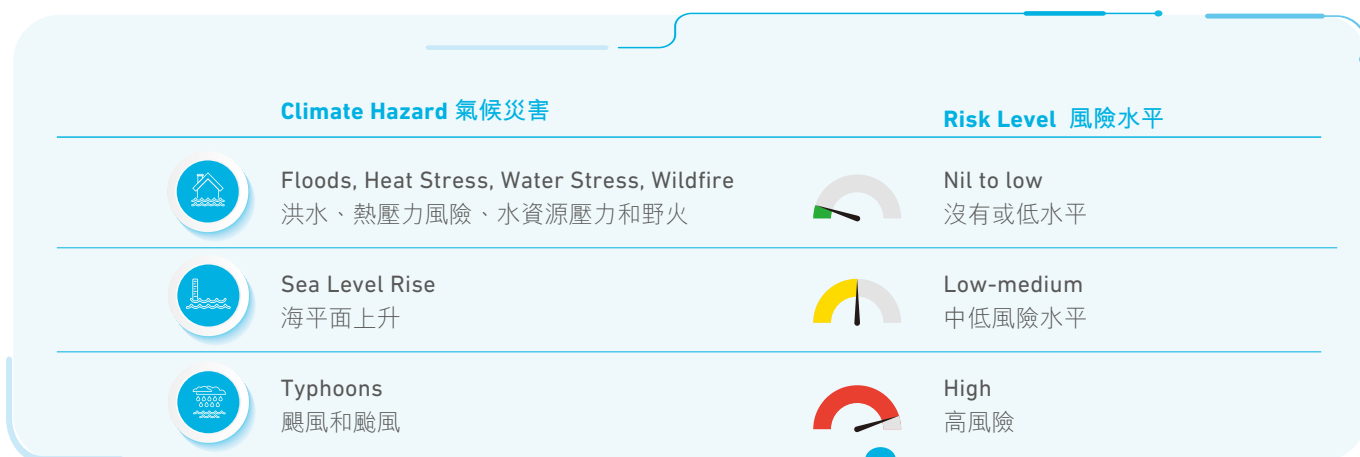 Climate Hazard 氣候災害
Risk Level 風險水平
Floods, Heat Stress, Water Stress, Wildfire
洪水、熱壓力風險、水資源壓力和野火
Nil to low
沒有或低水平
Sea Level Rise
海平面上升
Low-medium
中低風險水平
Typhoons
颶風和颱風
High
高風險